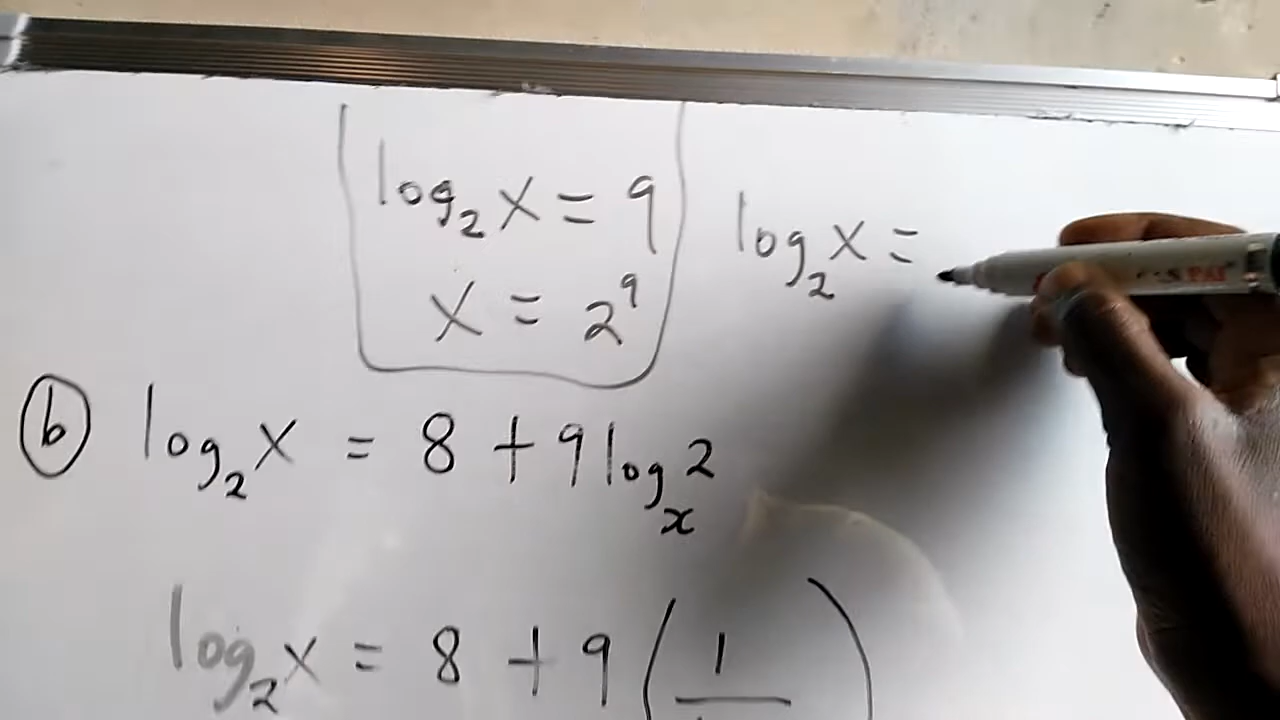 log₂x = 9
x = 2⁹
log₂x =
b log₂x = 8 + 9logₓ2
log₂x = 8 + 9(1